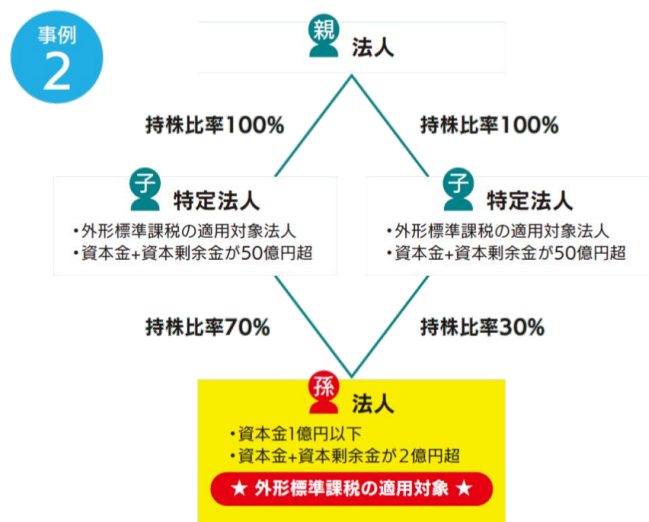 事例
2
親 法人
持株比率100%
持株比率100%
子 特定法人
・外形標準課税の適用対象法人
・資本金+資本剰余金が50億円超
子 特定法人
・外形標準課税の適用対象法人
・資本金+資本剰余金が50億円超
持株比率70%
持株比率30%
孫 法人
・資本金1億円以下
・資本金+資本剰余金が2億円超
★ 外形標準課税の適用対象 ★